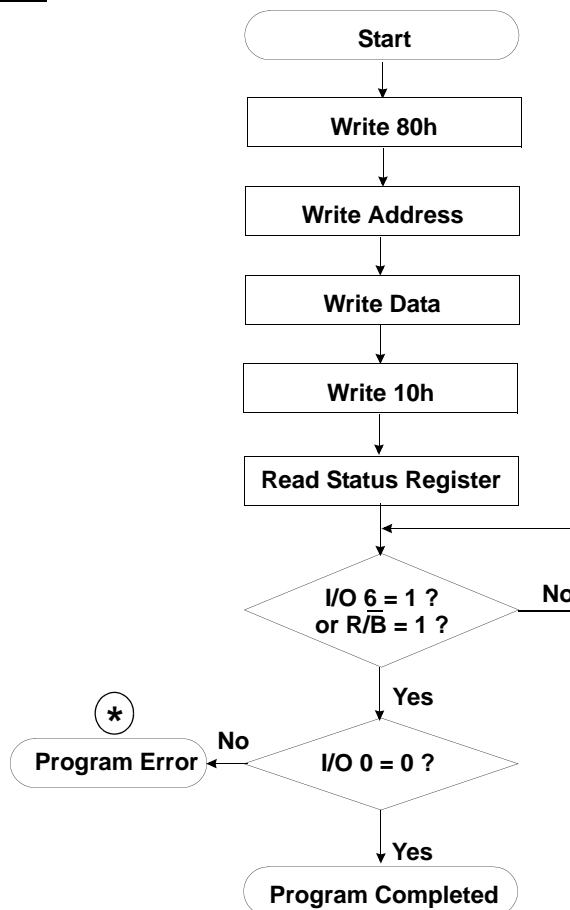 Start
Write 80h
Write Address
Write Data
Write 10h
Read Status Register
I/O 6 = 1 ?
or R/B̅ = 1 ?
No
Yes
*
Program Error
No
I/O 0 = 0 ?
Yes
Program Completed